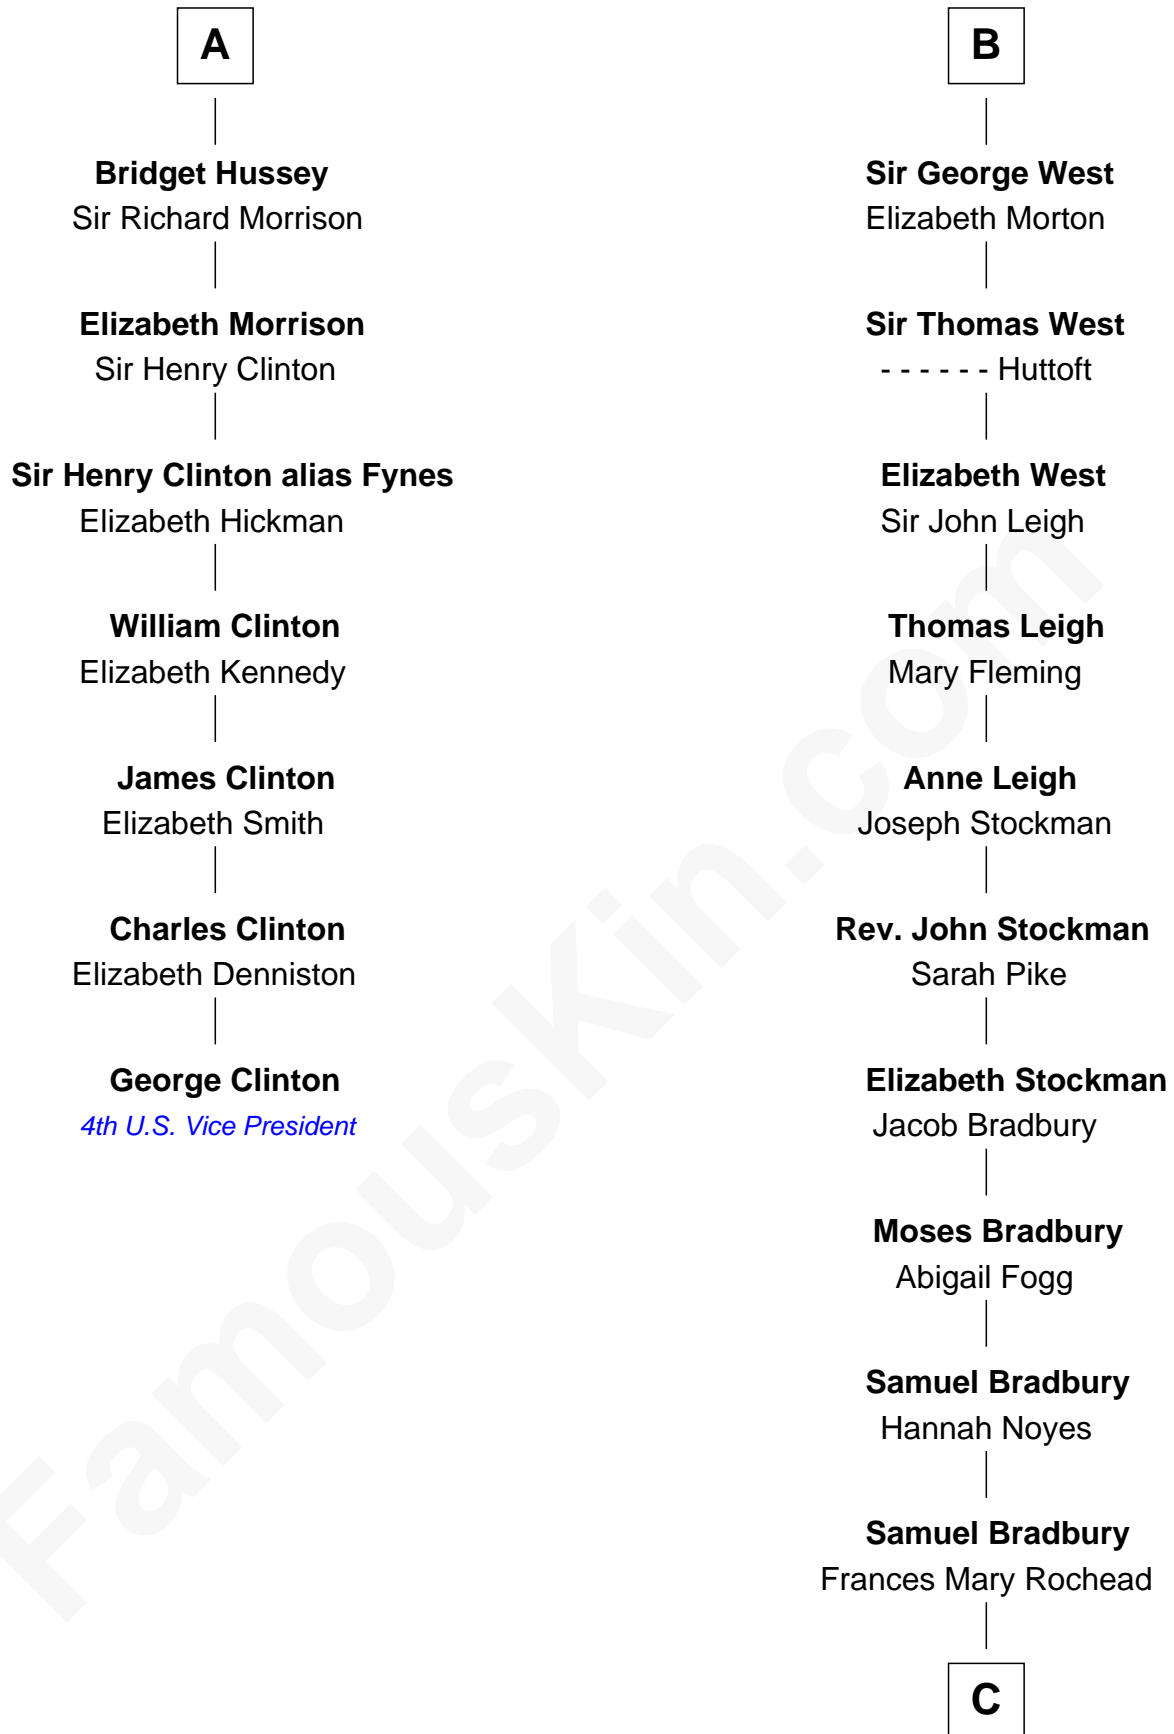 A
Bridget Hussey
Sir Richard Morrison
Elizabeth Morrison
Sir Henry Clinton
Sir Henry Clinton alias Fynes
Elizabeth Hickman
William Clinton
Elizabeth Kennedy
James Clinton
Elizabeth Smith
Charles Clinton
Elizabeth Denniston
George Clinton
4th U.S. Vice President
B
Sir George West
Elizabeth Morton
Sir Thomas West
- - - - - - Huttoft
Elizabeth West
Sir John Leigh
Thomas Leigh
Mary Fleming
Anne Leigh
Joseph Stockman
Rev. John Stockman
Sarah Pike
Elizabeth Stockman
Jacob Bradbury
Moses Bradbury
Abigail Fogg
Samuel Bradbury
Hannah Noyes
Samuel Bradbury
Frances Mary Rochead
C
FamousKin.com